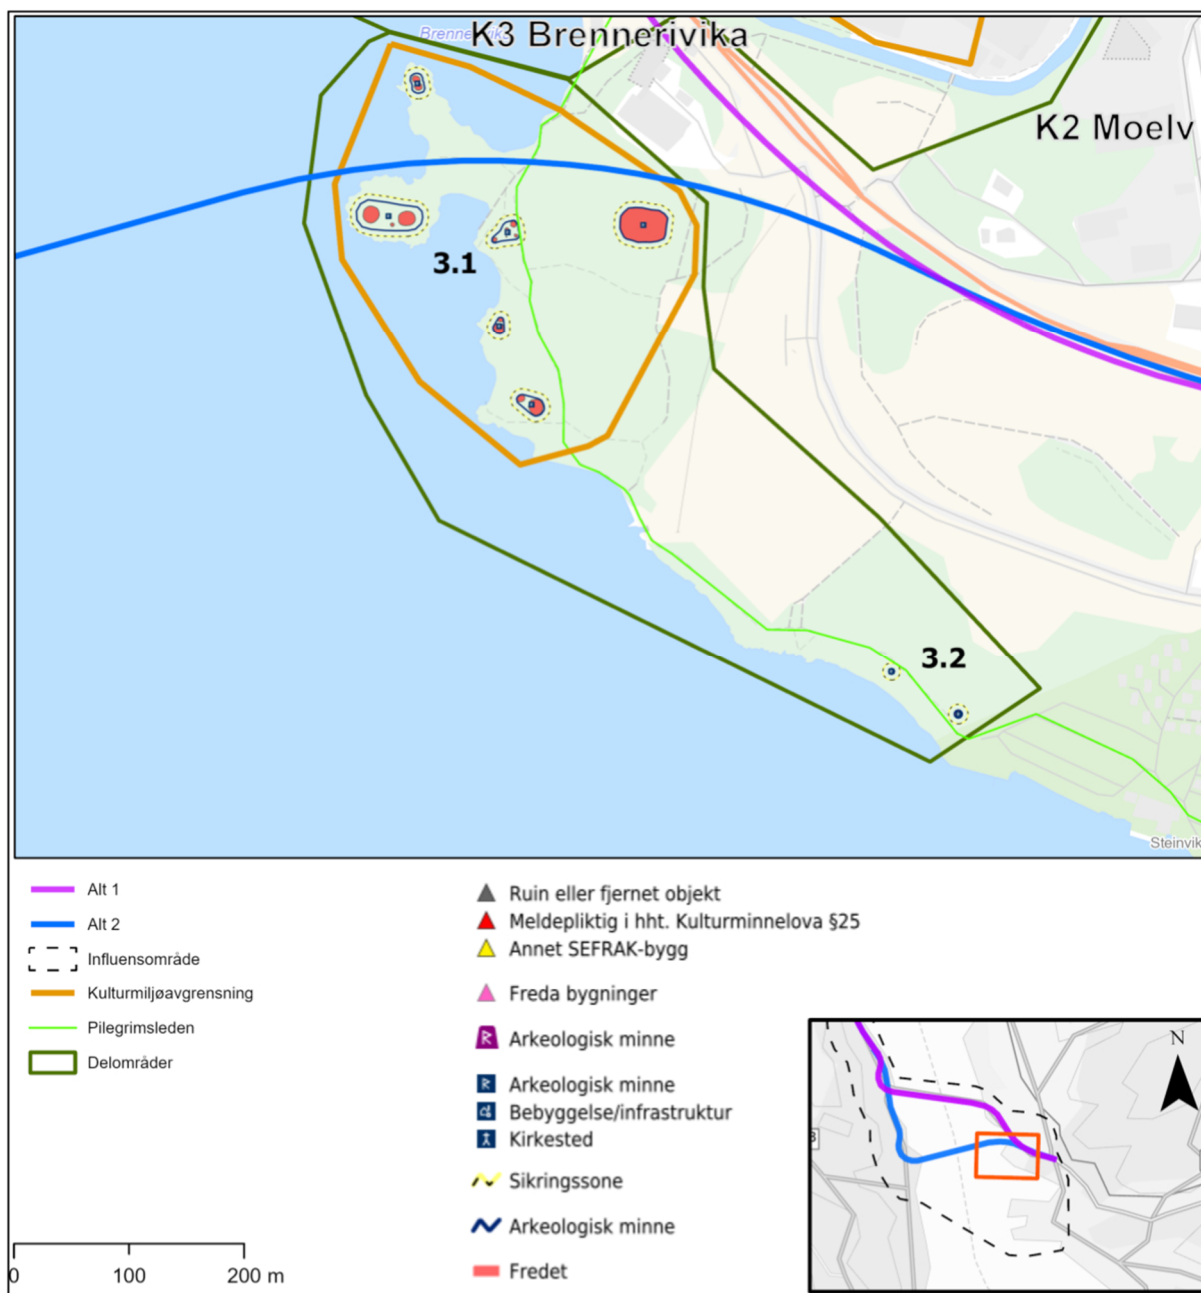 Brennerivika
K3 Brennerivika
K2 Moelv
3.1
3.2
Steinvik
Alt 1
Alt 2
Influensområde
Kulturmiljøavgrensning
Pilegrimsleden
Delområder
Ruin eller fjernet objekt
Meldepliktig i hht. Kulturminnelova §25
Annet SEFRAK-bygg
Freda bygninger
R Arkeologisk minne
R Arkeologisk minne
Bebyggelse/infrastruktur
Kirkested
Sikringssone
Arkeologisk minne
Fredet
0 100 200 m
N